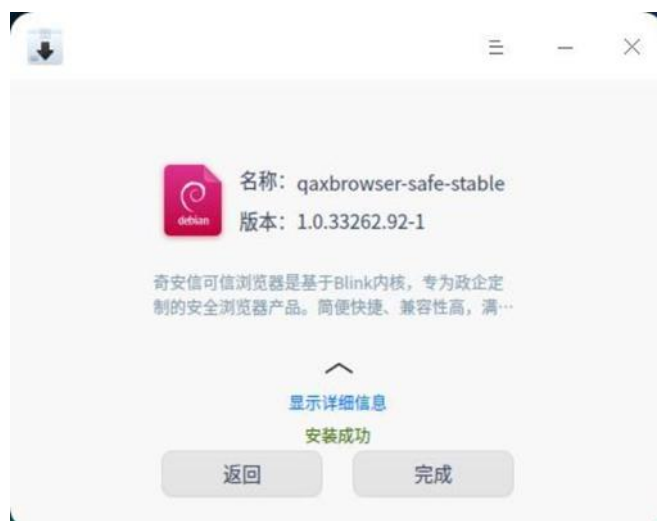 debian
名称： qaxbrowser-safe-stable
版本： 1.0.33262.92-1
奇安信可信浏览器是基于Blink内核，专为政企定
制的安全浏览器产品。简便快捷、兼容性高，满…
显示详细信息
安装成功
返回
完成